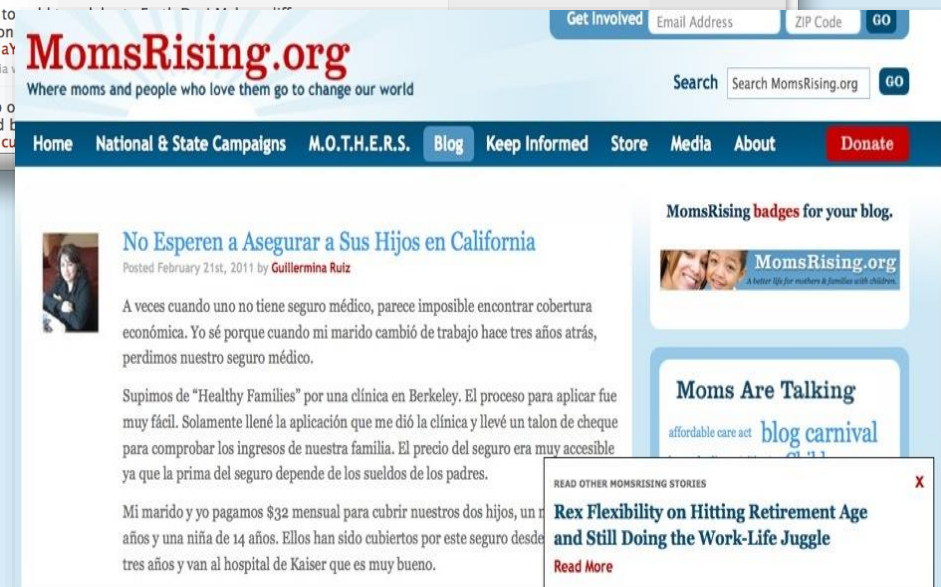 to
on
aY
ia
Get Involved Email Address ZIP Code GO
MomsRising.org
Where moms and people who love them go to change our world
Search Search MomsRising.org GO
Home National & State Campaigns M.O.T.H.E.R.S. Blog Keep Informed Store Media About Donate
No Esperen a Asegurar a Sus Hijos en California
Posted February 21st, 2011 by Guillermina Ruiz
A veces cuando uno no tiene seguro médico, parece imposible encontrar cobertura
económica. Yo sé porque cuando mi marido cambió de trabajo hace tres años atrás,
perdimos nuestro seguro médico.
Supimos de “Healthy Families” por una clínica en Berkeley. El proceso para aplicar fue
muy fácil. Solamente llené la aplicación que me dió la clínica y llevé un talon de cheque
para comprobar los ingresos de nuestra familia. El precio del seguro era muy accesible
ya que la prima del seguro depende de los sueldos de los padres.
Mi marido y yo pagamos $32 mensual para cubrir nuestros dos hijos, un
años y una niña de 14 años. Ellos han sido cubiertos por este seguro desde
tres años y van al hospital de Kaiser que es muy bueno.
MomsRising badges for your blog.
MomsRising.org
A better life for mothers & families with children.
Moms Are Talking
affordable care act blog carnival
READ OTHER MOMSRISING STORIES X
Rex Flexibility on Hitting Retirement Age
and Still Doing the Work-Life Juggle
Read More